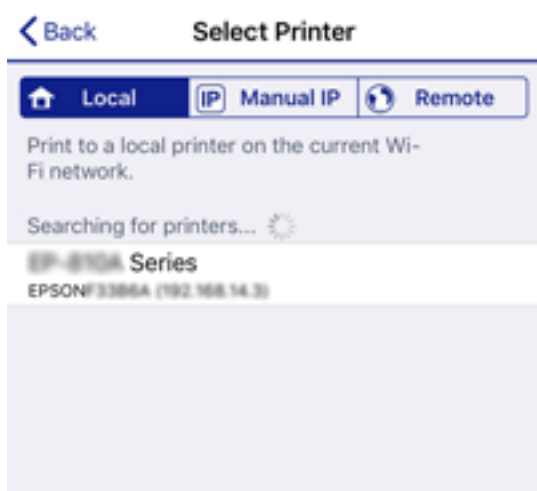 Back
Select Printer
Local
IP Manual IP
Remote
Print to a local printer on the current Wi-
Fi network.
Searching for printers...
Series
EPSON